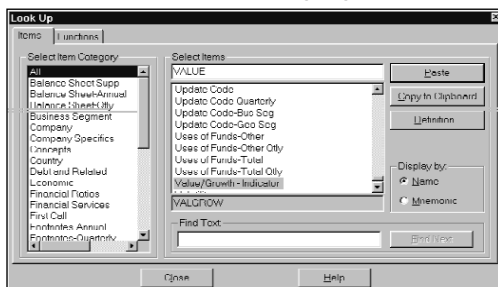 Look Up
Items
Functions
Select Item Category
All
Balance Sheet Supp
Balance Sheet-Annual
Balance Sheet-Qtly
Business Segment
Company
Company Specifics
Concepts
Country
Debt and Related
Economic
Financial Ratios
Financial Services
First Call
Footnotes Annual
Footnotes-Quarterly
Select Items
VALUE
Update Code
Update Code Quarterly
Update Code-Bus Seg
Update Code-Geo Seg
Uses of Funds-Other
Uses of Funds-Other Qtly
Uses of Funds-Total
Uses of Funds-Total Qtly
Value/Growth - Indicator
VALGROW
Find Text
Paste
Copy to Clipboard
Definition
Display by:
Name
Mnemonic
Find Next
Close
Help